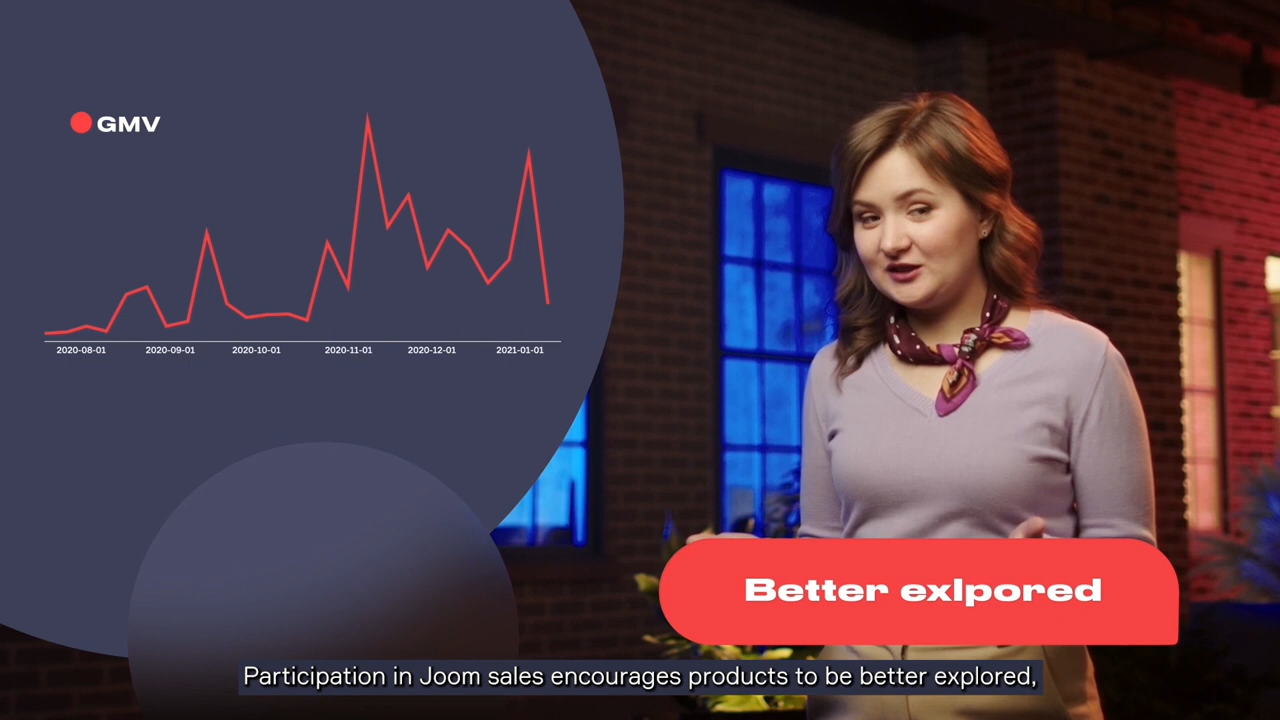 GMV
2020-08-01 2020-09-01 2020-10-01 2020-11-01 2020-12-01 2021-01-01
Better exlpored
Participation in Joom sales encourages products to be better explored,